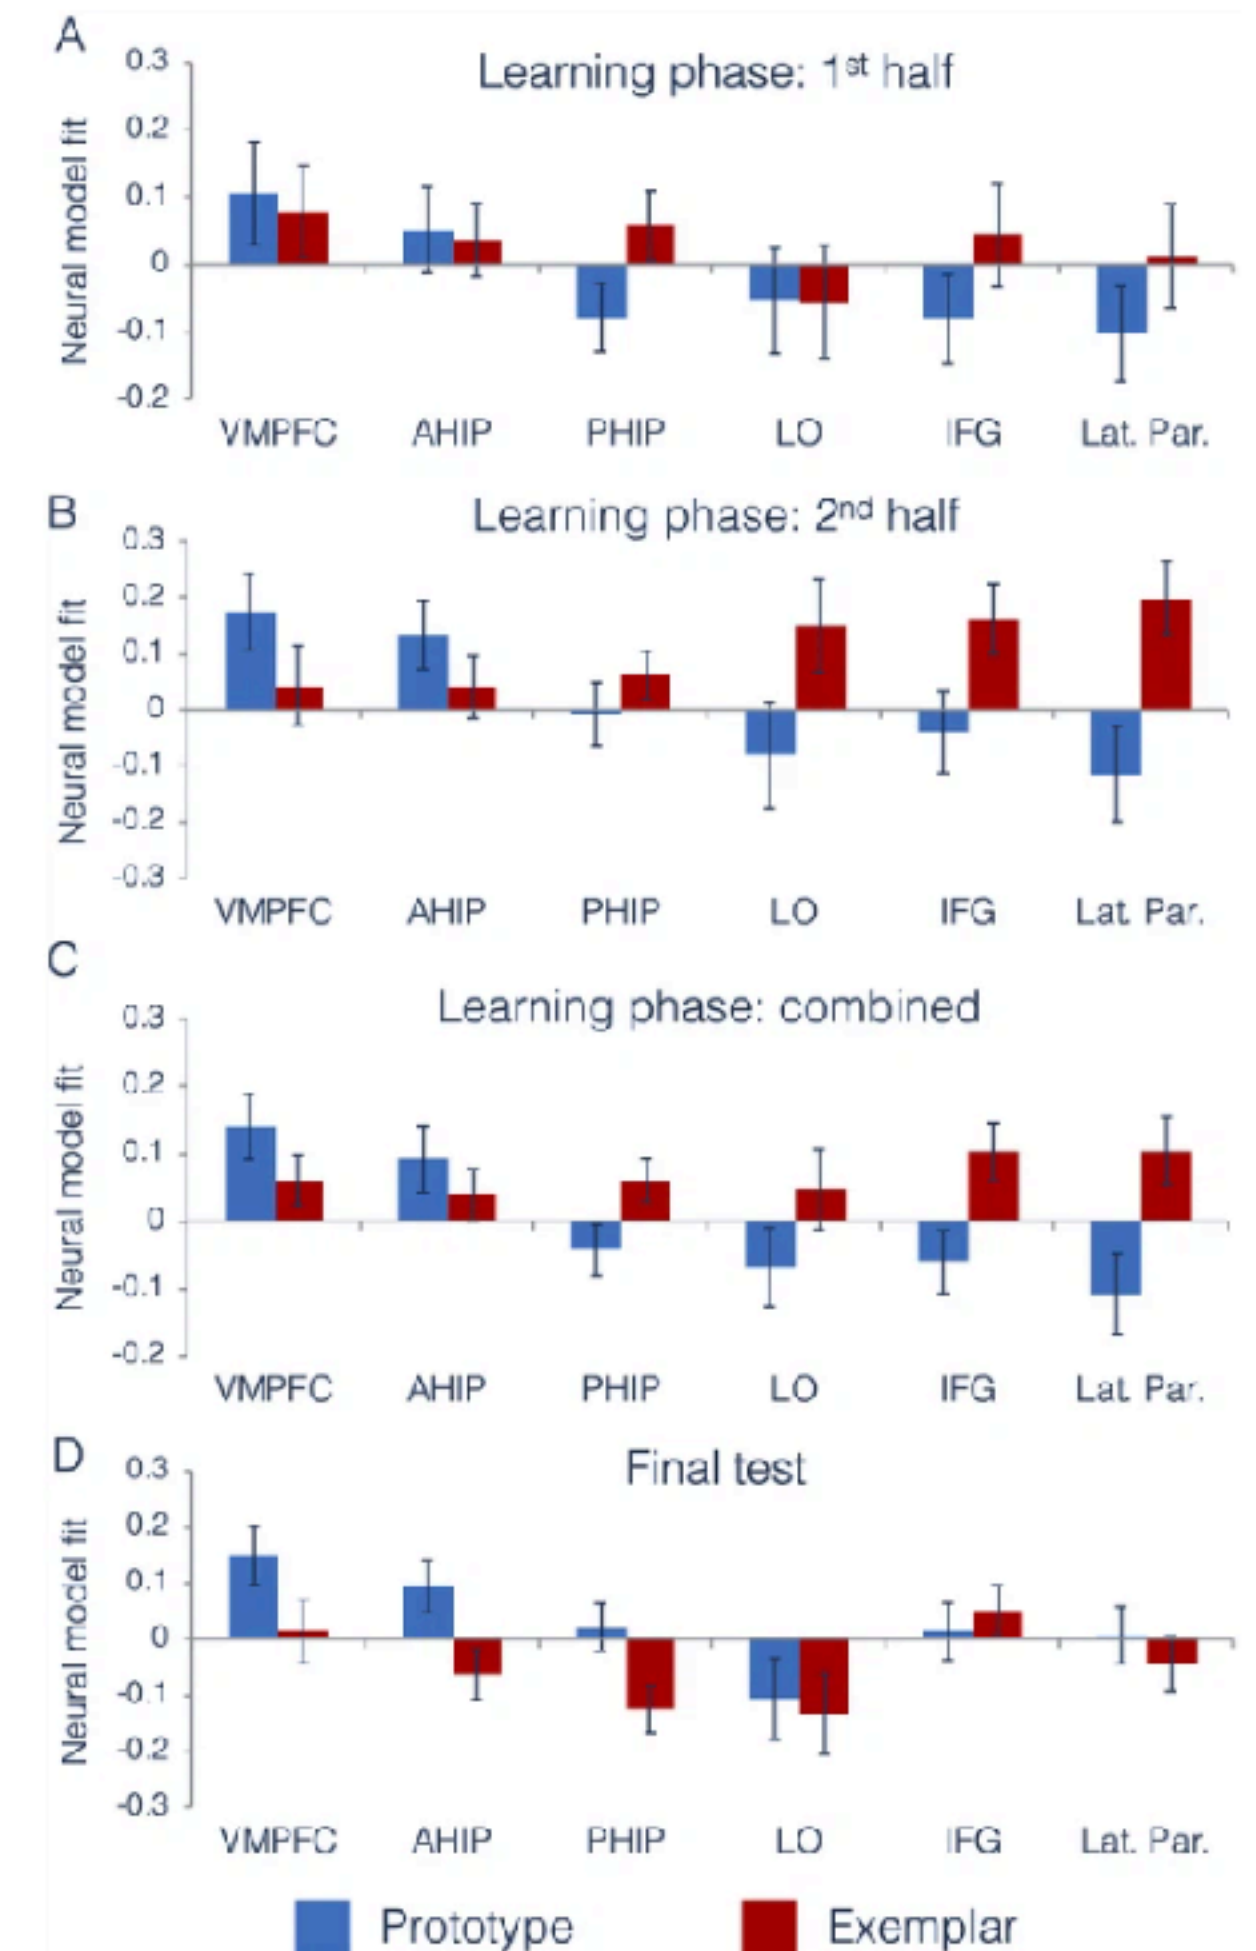 A
Learning phase: 1st half
Neural model fit
0.3
0.2
0.1
0
-0.1
-0.2
VMPFC AHIP PHIP LO IFG Lat. Par.
B
Learning phase: 2nd half
Neural model fit
0.3
0.2
0.1
0
-0.1
-0.2
-0.3
VMPFC AHIP PHIP LO IFG Lat. Par.
C
Learning phase: combined
Neural model fit
0.3
0.2
0.1
0
-0.1
-0.2
VMPFC AHIP PHIP LO IFG Lat. Par.
D
Final test
Neural model fit
0.3
0.2
0.1
0
-0.1
-0.2
-0.3
VMPFC AHIP PHIP LO IFG Lat. Par.
Prototype Exemplar